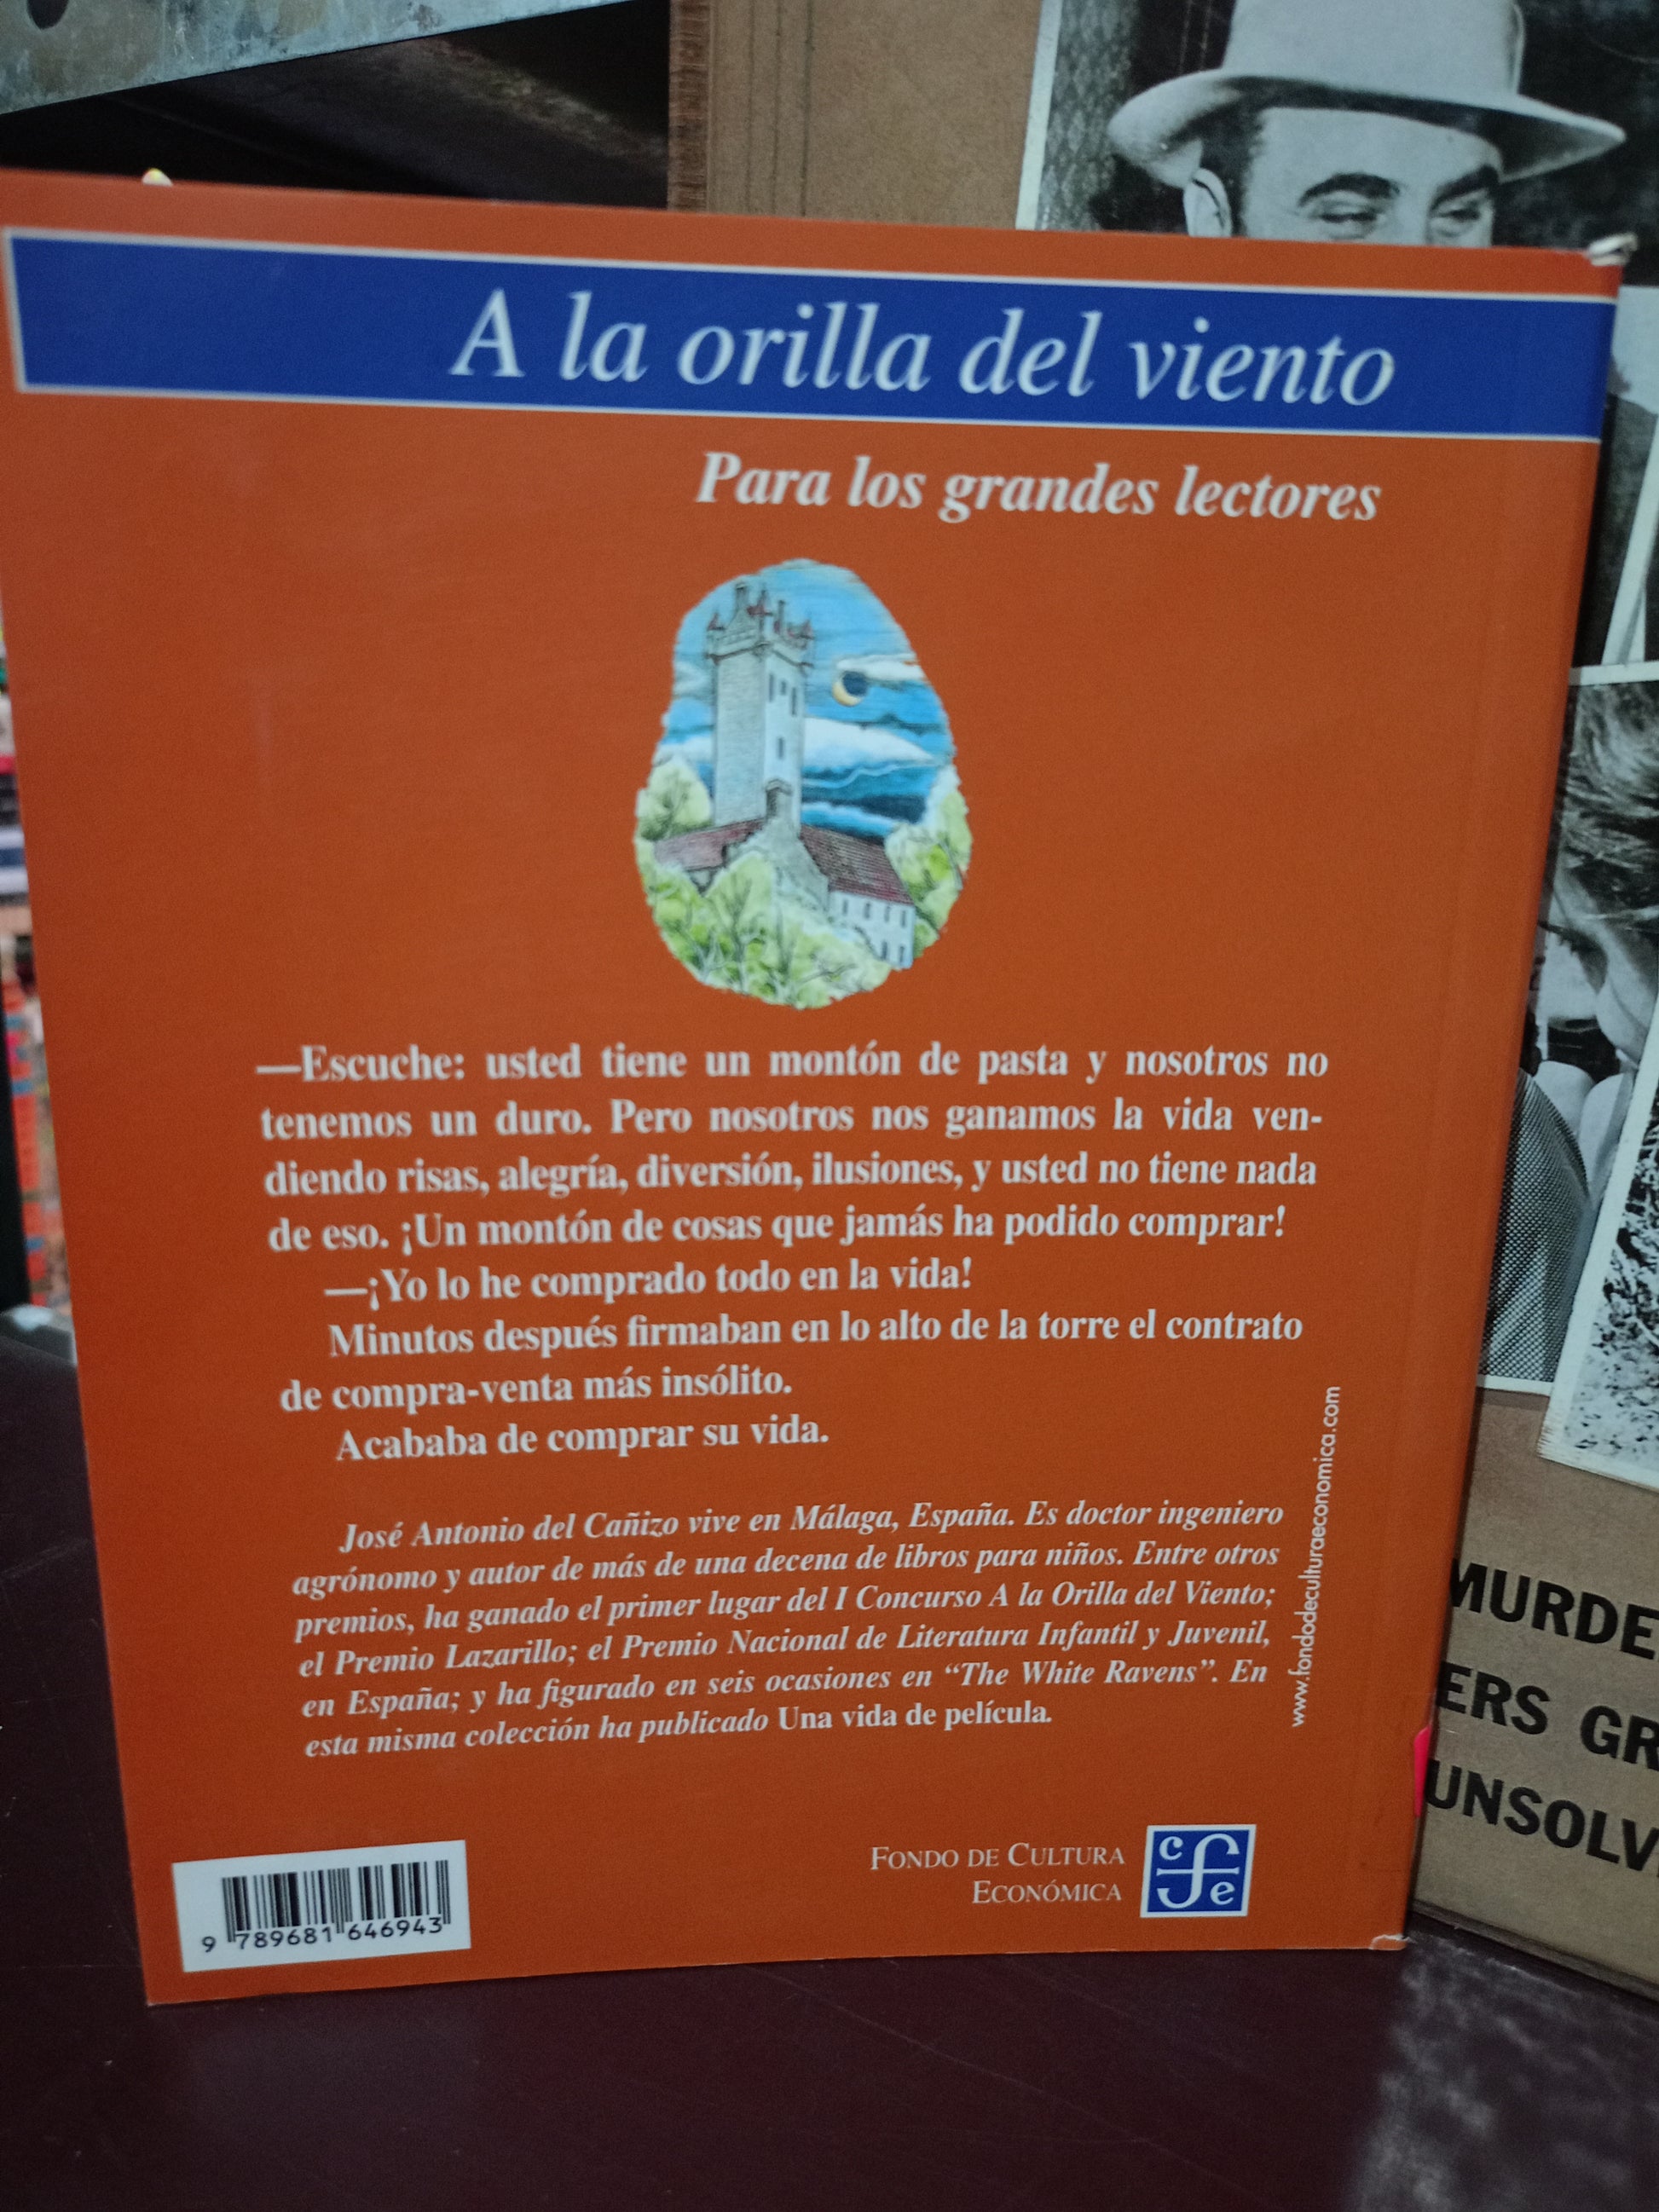 A la orilla del viento
Para los grandes lectores
—Escuche: usted tiene un montón de pasta y nosotros no
tenemos un duro. Pero nosotros nos ganamos la vida ven-
diendo risas, alegría, diversión, ilusiones, y usted no tiene nada
de eso. ¡Un montón de cosas que jamás ha podido comprar!
—¡Yo lo he comprado todo en la vida!
Minutos después firmaban en lo alto de la torre el contrato
de compra-venta más insólito.
Acababa de comprar su vida.
José Antonio del Cañizo vive en Málaga, España. Es doctor ingeniero
agrónomo y autor de más de una decena de libros para niños. Entre otros
premios, ha ganado el primer lugar del I Concurso A la Orilla del Viento;
el Premio Lazarillo; el Premio Nacional de Literatura Infantil y Juvenil,
en España; y ha figurado en seis ocasiones en “The White Ravens”. En
esta misma colección ha publicado Una vida de película.
www.fondodeculturaeconomica.com
FONDO DE CULTURA
ECONÓMICA
cfe
9 789681 646943
MURDE
ERS GR
UNSOLV